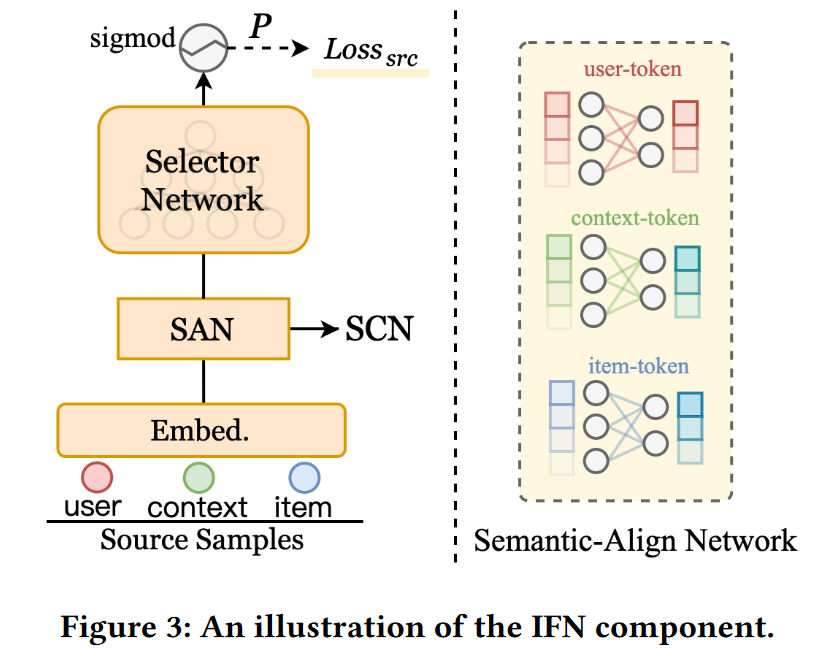 sigmod
P
Loss src
Selector
Network
SAN
SCN
Embed.
user context item
Source Samples
user-token
context-token
item-token
Semantic-Align Network
Figure 3: An illustration of the IFN component.